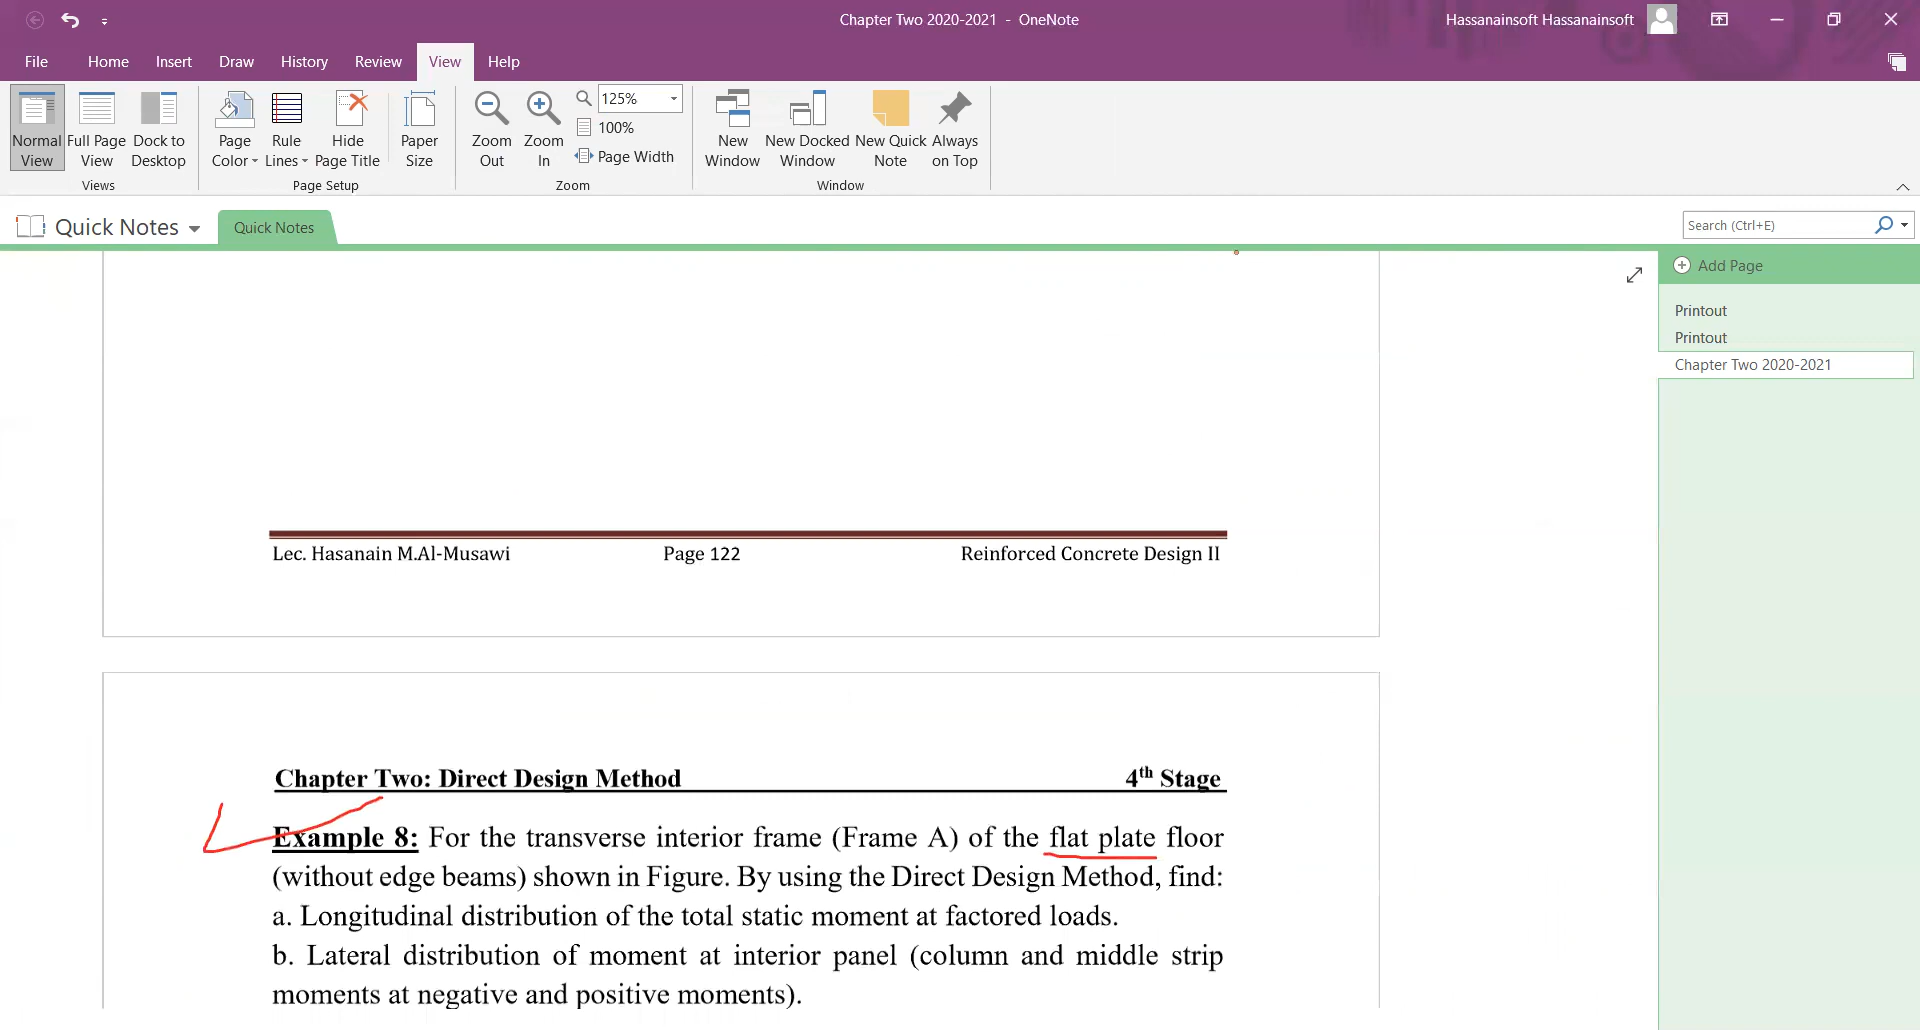 Chapter Two 2020-2021 - OneNote
Hassanainsoft Hassanainsoft
File Home Insert Draw History Review View Help
Normal View
Full Page View
Dock to Desktop
Views
Page Color
Rule Lines
Hide Page Title
Paper Size
Page Setup
Zoom Out
Zoom In
125%
100%
Page Width
Zoom
New Window
New Docked Window
New Quick Note
Always on Top
Window
Quick Notes
Quick Notes
Search (Ctrl+E)
Add Page
Printout
Printout
Chapter Two 2020-2021
Lec. Hasanain M.Al-Musawi Page 122 Reinforced Concrete Design II
Chapter Two: Direct Design Method 4th Stage
Example 8: For the transverse interior frame (Frame A) of the flat plate floor
(without edge beams) shown in Figure. By using the Direct Design Method, find:
a. Longitudinal distribution of the total static moment at factored loads.
b. Lateral distribution of moment at interior panel (column and middle strip
moments at negative and positive moments).